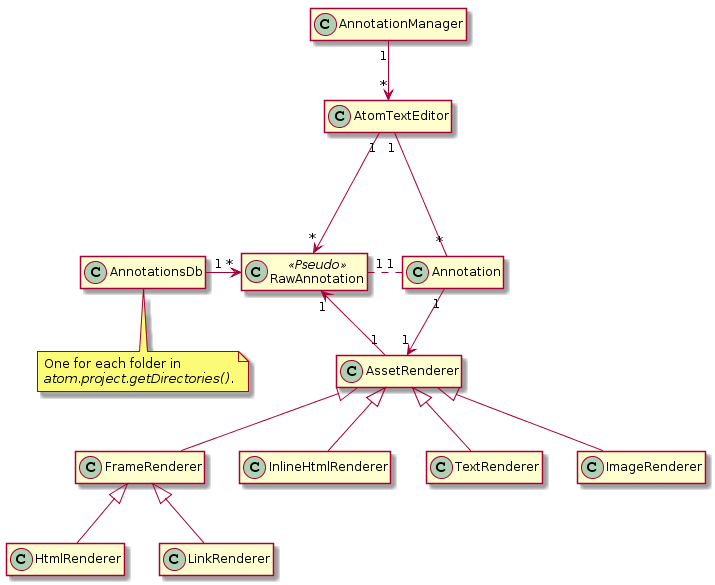 C AnnotationManager
1
*
C AtomTextEditor
1 1
* *
C AnnotationsDb
1 *
«Pseudo»
C RawAnnotation
1 1
C Annotation
1 1
One for each folder in
atom.project.getDirectories().
1 1
C AssetRenderer
C FrameRenderer
C InlineHtmlRenderer
C TextRenderer
C ImageRenderer
C HtmlRenderer
C LinkRenderer